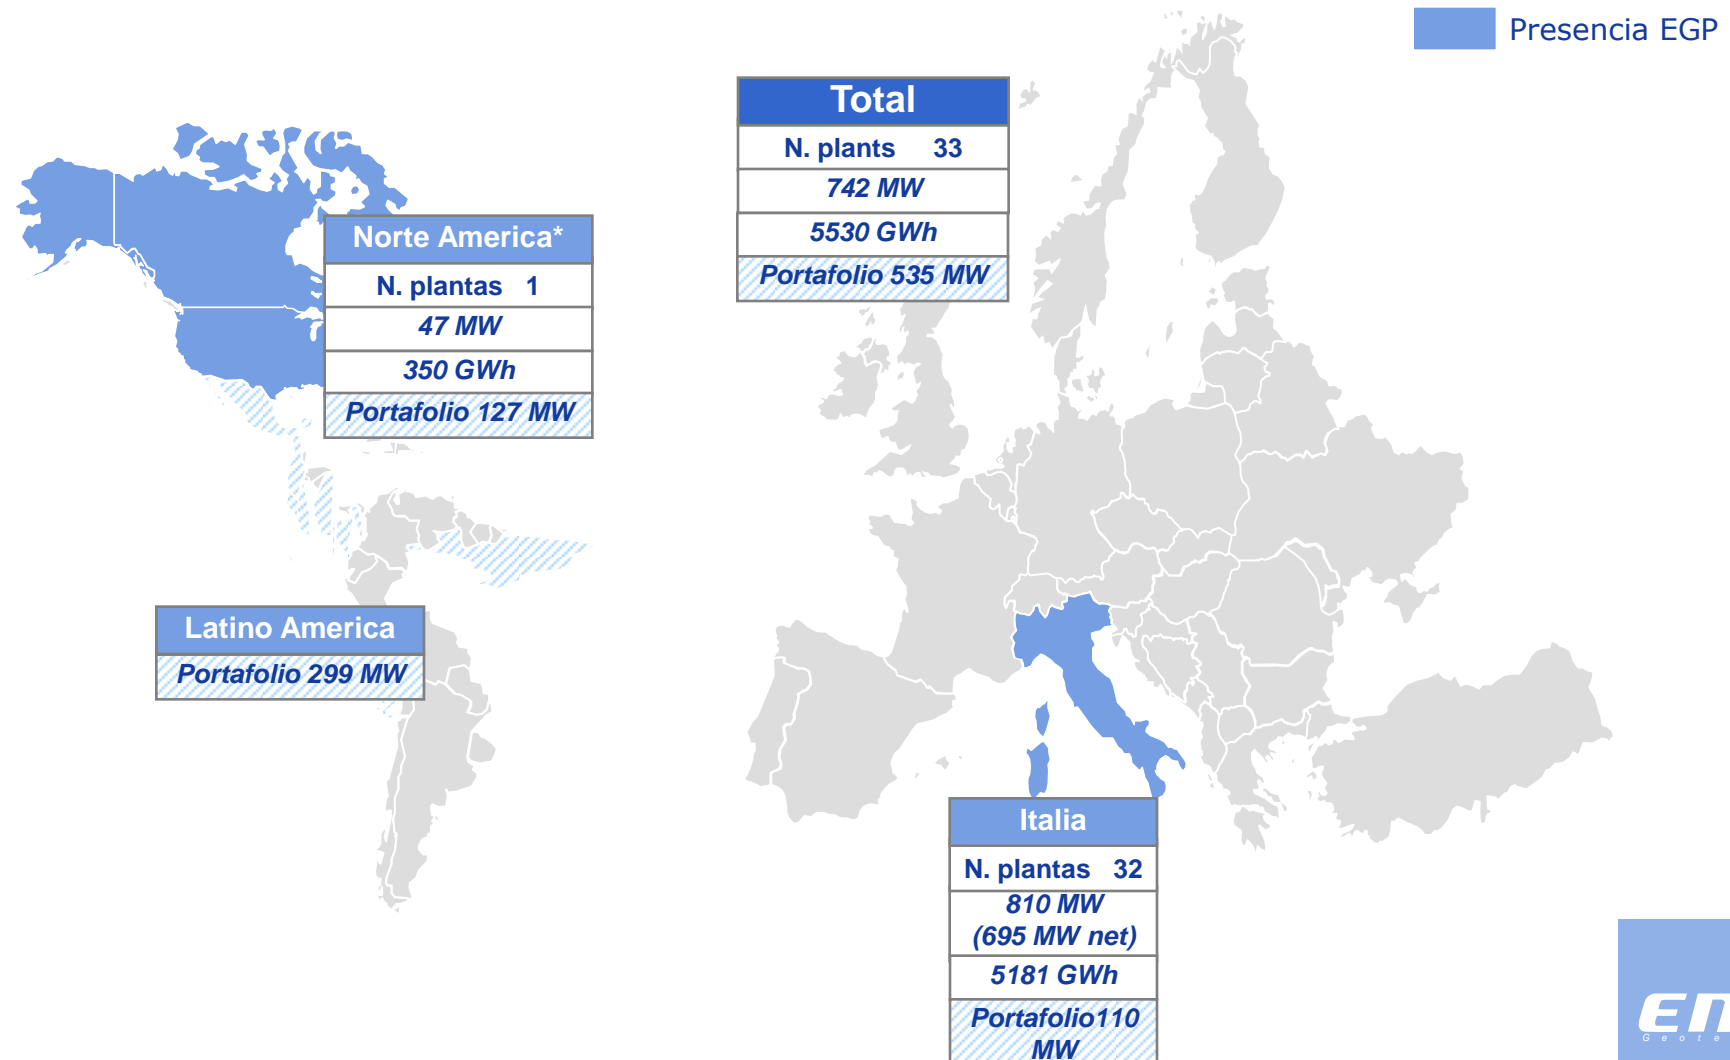 Presencia EGP
Total
N. plants 33
742 MW
5530 GWh
Portafolio 535 MW
Norte America*
N. plantas 1
47 MW
350 GWh
Portafolio 127 MW
Latino America
Portafolio 299 MW
Italia
N. plantas 32
810 MW
(695 MW net)
5181 GWh
Portafolio110
MW